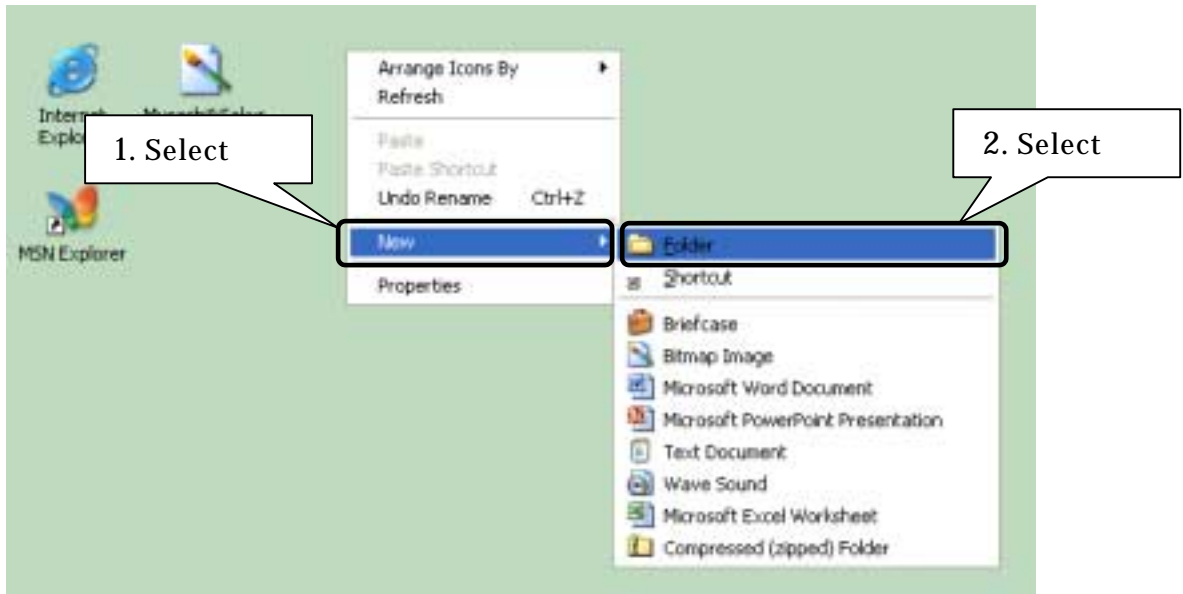 Internet
Explo
1. Select
MSN Explorer
Arrange Icons By
Refresh
Paste
Paste Shortcut
Undo Rename Ctrl+Z
New
Properties
2. Select
Folder
Shortcut
Briefcase
Bitmap Image
Microsoft Word Document
Microsoft PowerPoint Presentation
Text Document
Wave Sound
Microsoft Excel Worksheet
Compressed (zipped) Folder